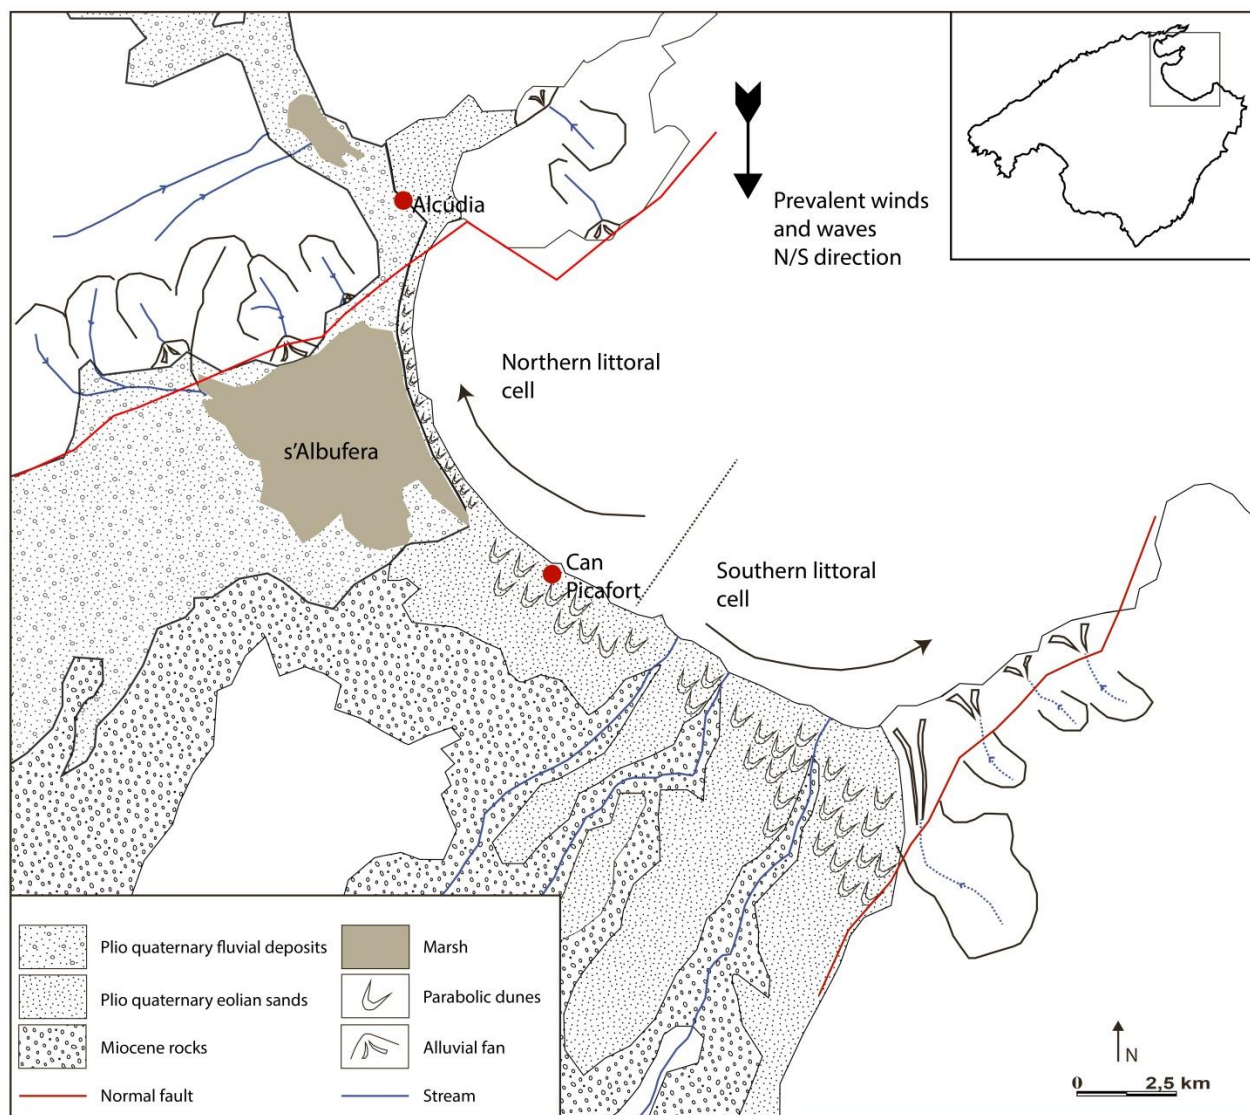 Alcúdia
Prevalent winds
and waves
N/S direction
Northern littoral
cell
s'Albufera
Can
Picafort
Southern littoral
cell
Plio quaternary fluvial deposits
Marsh
Plio quaternary eolian sands
Parabolic dunes
Miocene rocks
Alluvial fan
Normal fault
Stream
N
0 2,5 km